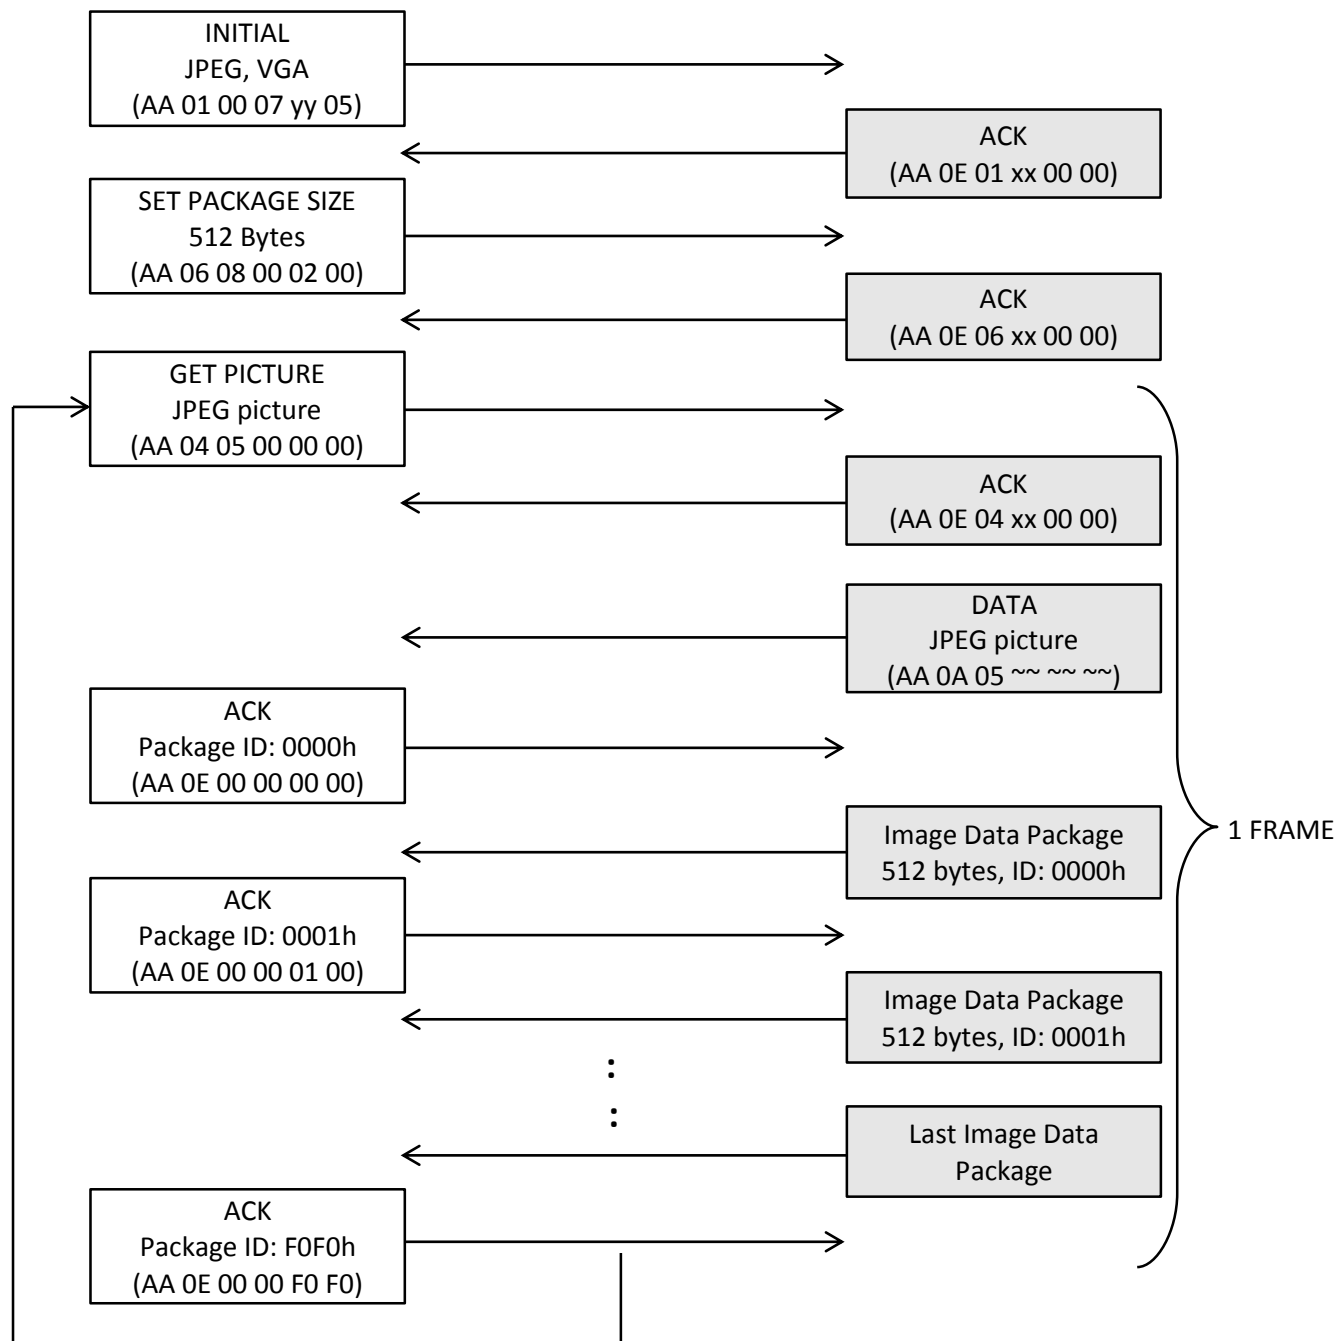 INITIAL
JPEG, VGA
(AA 01 00 07 yy 05)
ACK
(AA 0E 01 xx 00 00)
SET PACKAGE SIZE
512 Bytes
(AA 06 08 00 02 00)
ACK
(AA 0E 06 xx 00 00)
GET PICTURE
JPEG picture
(AA 04 05 00 00 00)
ACK
(AA 0E 04 xx 00 00)
DATA
JPEG picture
(AA 0A 05 ~~ ~~ ~~)
ACK
Package ID: 0000h
(AA 0E 00 00 00 00)
Image Data Package
512 bytes, ID: 0000h
1 FRAME
ACK
Package ID: 0001h
(AA 0E 00 00 01 00)
Image Data Package
512 bytes, ID: 0001h
:
:
Last Image Data
Package
ACK
Package ID: F0F0h
(AA 0E 00 00 F0 F0)